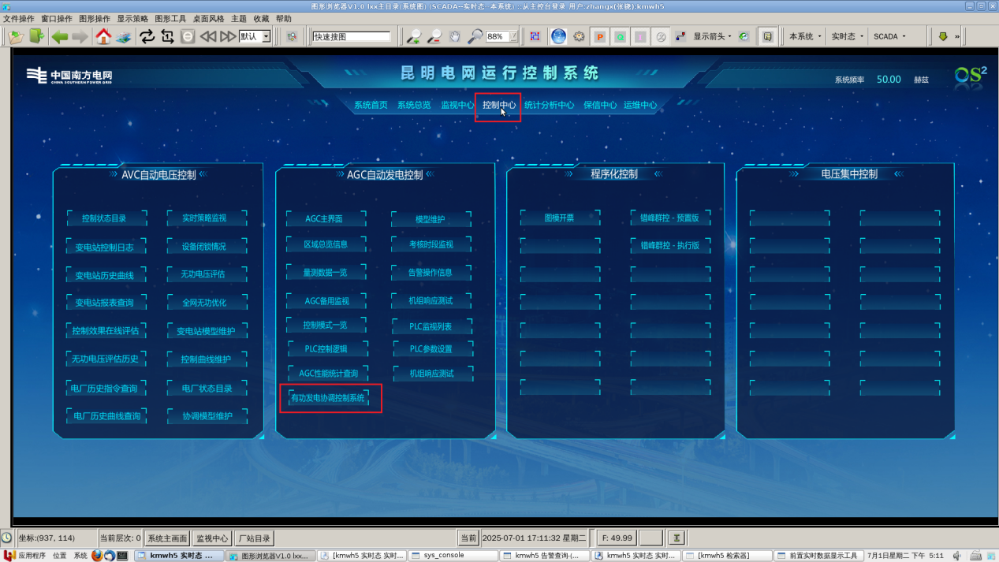 图形浏览器V1.0 lxx主目录(系统图) (SCADA--实时态--本系统) ::从主控台登录 用户:zhangx(张骁):kmwh5
文件操作 窗口操作 图形操作 显示策略 图形工具 桌面风格 主题 收藏 帮助
默认 快速搜图 88% P Q 显示箭头 本系统 实时态 SCADA »
中国南方电网
CHINA SOUTHERN POWER GRID
昆明电网运行控制系统
系统频率 50.00 赫兹
OS2
系统首页 系统总览 监视中心 控制中心 统计分析中心 保信中心 运维中心
AVC自动电压控制
控制状态目录 实时策略监视
变电站控制日志 设备闭锁情况
变电站历史曲线 无功电压评估
变电站报表查询 全网无功优化
控制效果在线评估 变电站模型维护
无功电压评估历史 控制曲线维护
电厂历史指令查询 电厂状态目录
电厂历史曲线查询 协调模型维护
AGC自动发电控制
AGC主界面 模型维护
区域总览信息 考核时段监视
量测数据一览 告警操作信息
AGC备用监视 机组响应测试
控制模式一览 PLC监视列表
PLC控制逻辑 PLC参数设置
AGC性能统计查询 机组响应测试
有功发电协调控制系统
程序化控制
图模开票 错峰群控 - 预置版
错峰群控 - 执行版
电压集中控制
坐标:(937, 114) 当前层次: 0 系统主画面 监视中心 厂站目录 当前 2025-07-01 17:11:32 星期二 F: 49.99
应用程序 位置 系统 kmwh5 实时态 ... 图形浏览器V1.0 lxx... [kmwh5 实时态 实时... sys_console kmwh5 告警查询-(... kmwh5 实时态 实时... [kmwh5 检索器] 前置实时数据显示工具 7月1日星期二 下午 5:11